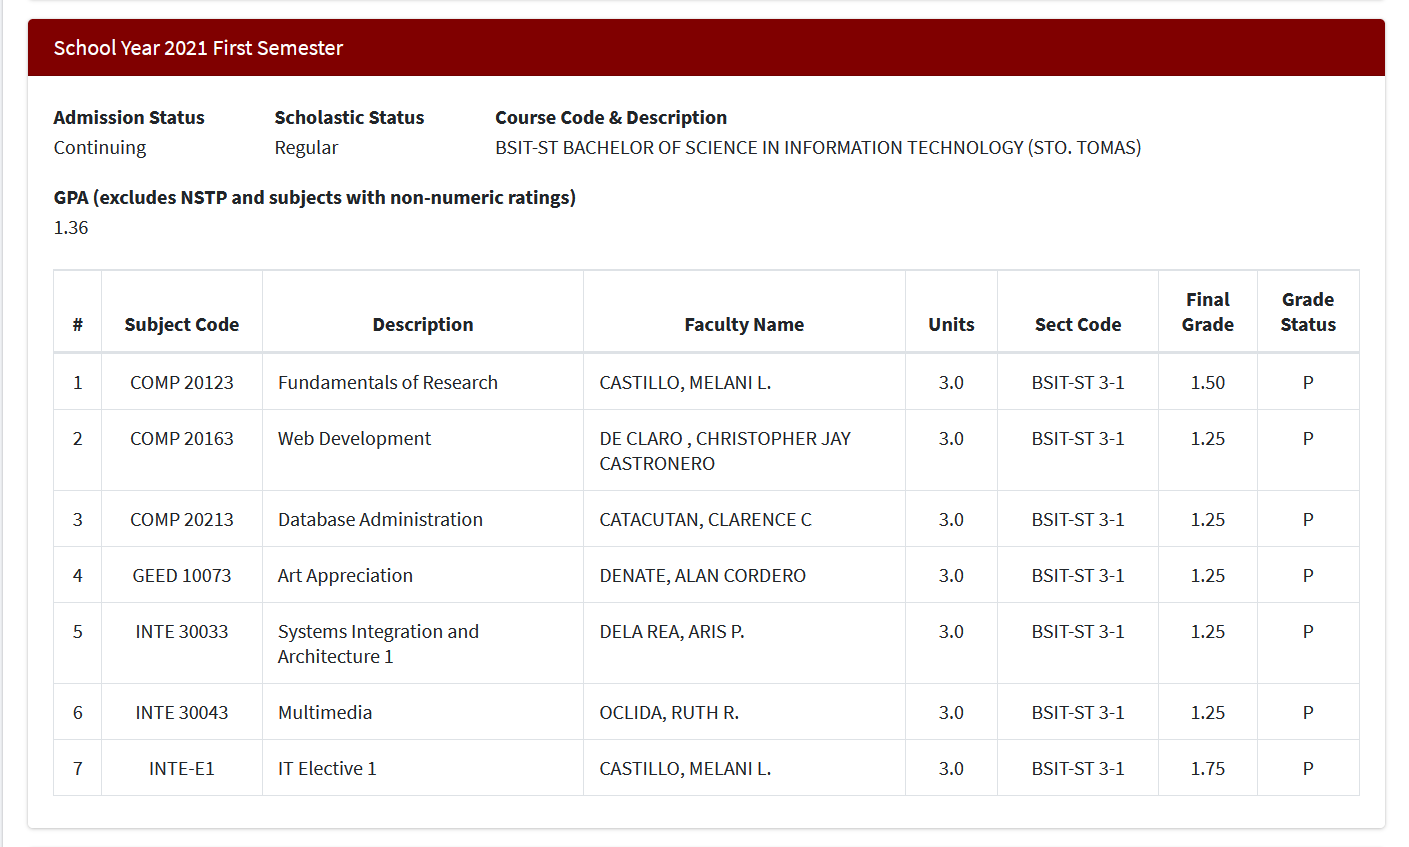 School Year 2021 First Semester
Admission Status Scholastic Status Course Code & Description
Continuing Regular BSIT-ST BACHELOR OF SCIENCE IN INFORMATION TECHNOLOGY (STO. TOMAS)
GPA (excludes NSTP and subjects with non-numeric ratings)
1.36
# Subject Code Description Faculty Name Units Sect Code Final Grade Grade Status
1 COMP 20123 Fundamentals of Research CASTILLO, MELANI L. 3.0 BSIT-ST 3-1 1.50 P
2 COMP 20163 Web Development DE CLARO , CHRISTOPHER JAY CASTRONERO 3.0 BSIT-ST 3-1 1.25 P
3 COMP 20213 Database Administration CATACUTAN, CLARENCE C 3.0 BSIT-ST 3-1 1.25 P
4 GEED 10073 Art Appreciation DENATE, ALAN CORDERO 3.0 BSIT-ST 3-1 1.25 P
5 INTE 30033 Systems Integration and Architecture 1 DELA REA, ARIS P. 3.0 BSIT-ST 3-1 1.25 P
6 INTE 30043 Multimedia OCLIDA, RUTH R. 3.0 BSIT-ST 3-1 1.25 P
7 INTE-E1 IT Elective 1 CASTILLO, MELANI L. 3.0 BSIT-ST 3-1 1.75 P